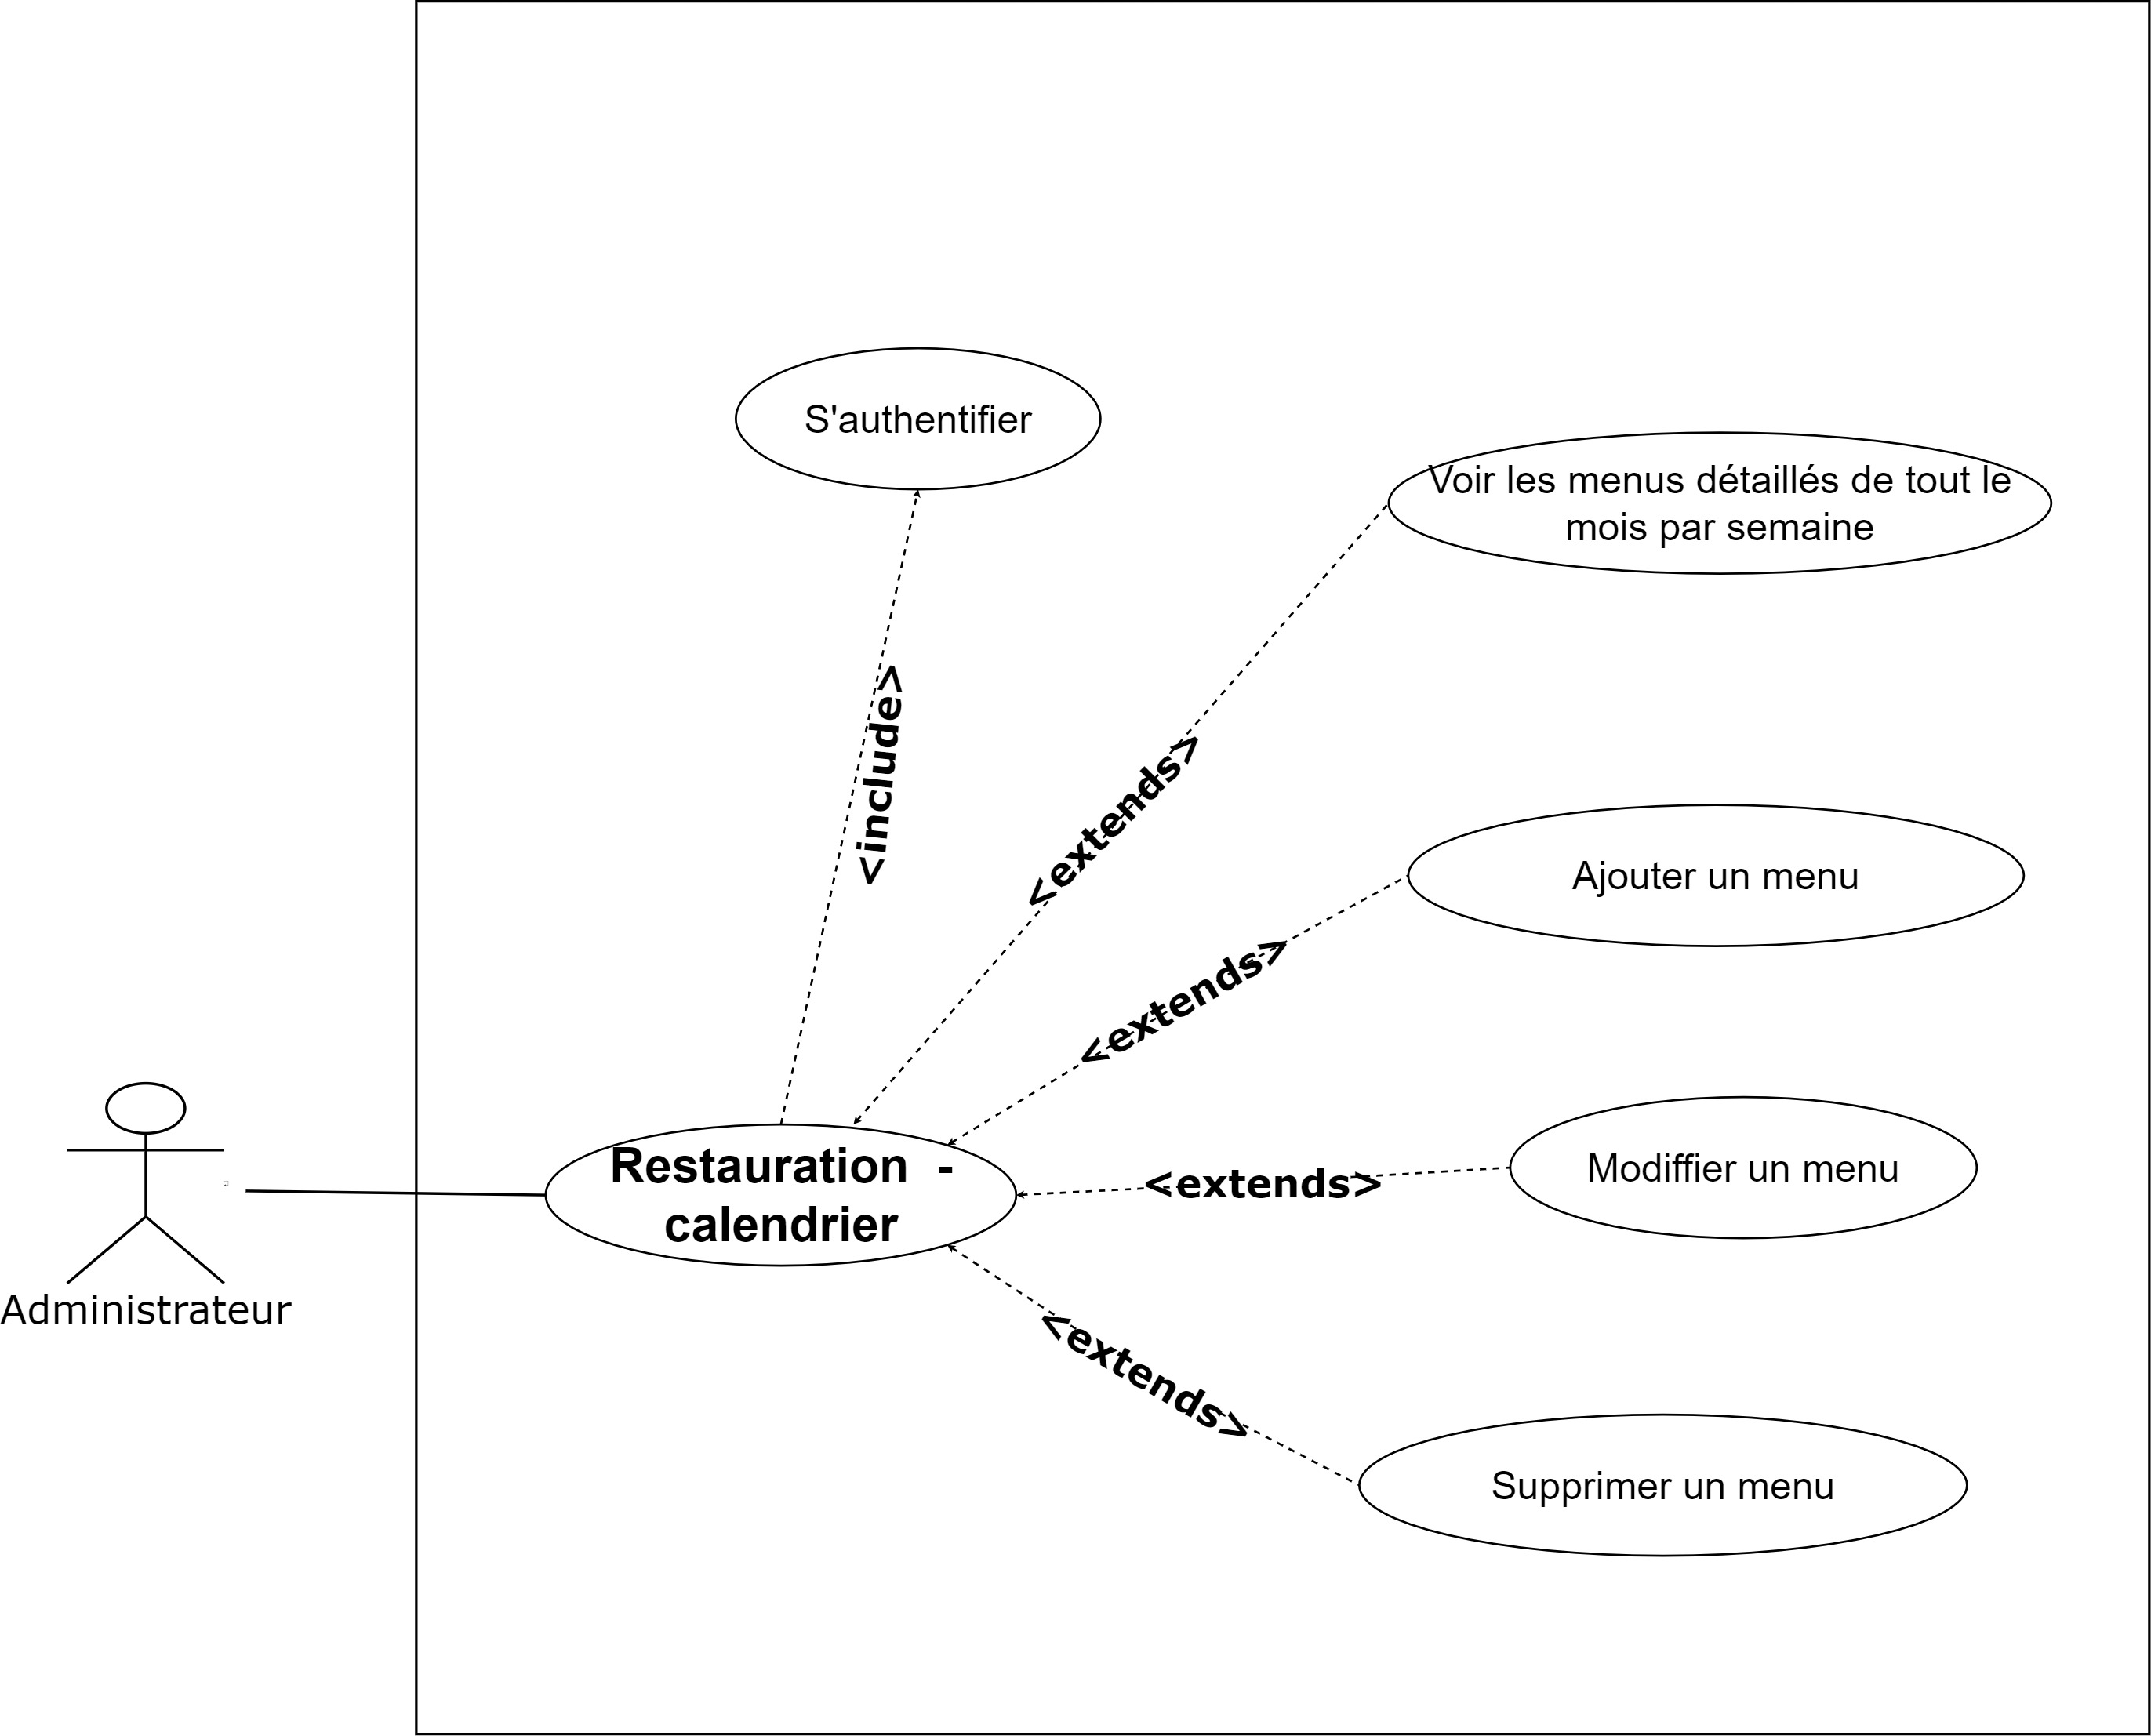 S'authentifier
Voir les menus détaillés de tout le
mois par semaine
<include>
<extends>
Ajouter un menu
<extends>
Restauration -
calendrier
<extends>
Modiffier un menu
Administrateur
<extends>
Supprimer un menu